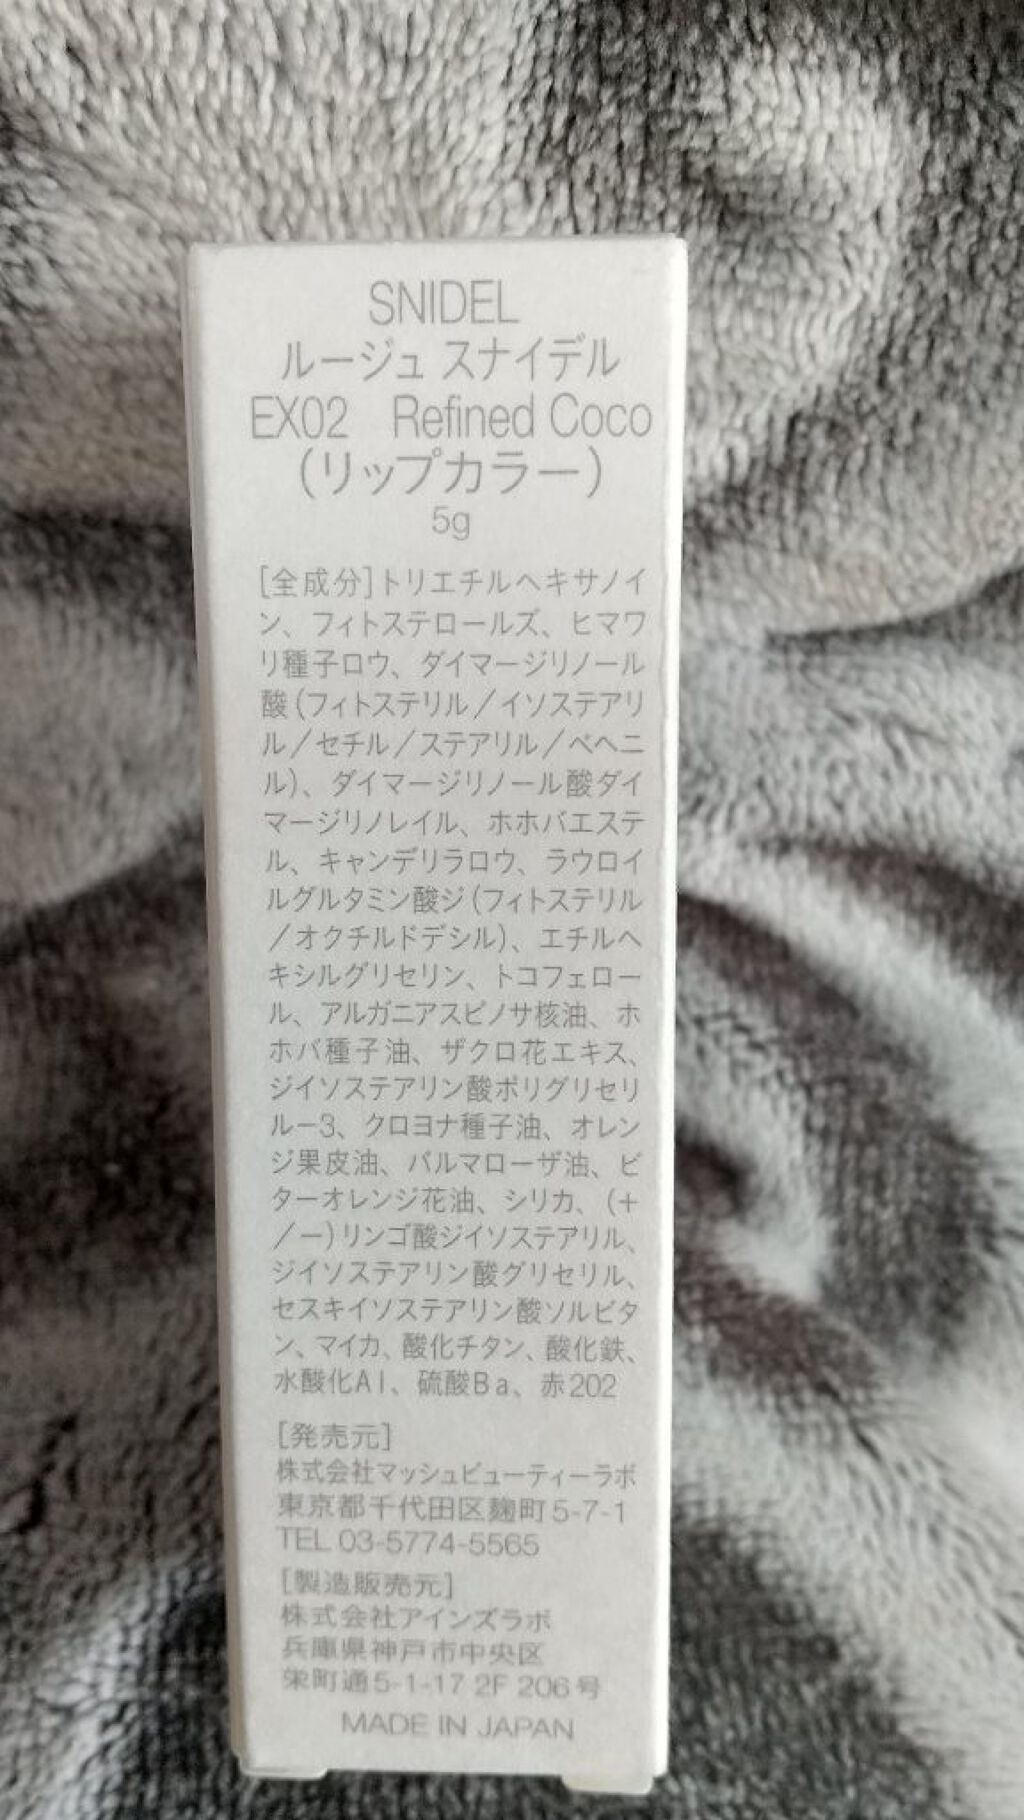 SNIDEL
ルージュ スナイデル
EX02 Refined Coco
(リップカラー)
5g
[全成分]トリエチルヘキサノイ
ン、フィトステロールズ、ヒマワ
リ種子ロウ、ダイマージリノール
酸(フィトステリル/イソステアリ
ル/セチル/ステアリル/ベヘニ
ル)、ダイマージリノール酸ダイ
マージリノレイル、ホホバエステ
ル、キャンデリラロウ、ラウロイ
ルグルタミン酸ジ(フィトステリル
/オクチルドデシル)、エチルヘ
キシルグリセリン、トコフェロー
ル、アルガニアスピノサ核油、ホ
ホバ種子油、ザクロ花エキス、
ジイソステアリン酸ポリグリセリ
ル-3、クロヨナ種子油、オレン
ジ果皮油、パルマローザ油、ビ
ターオレンジ花油、シリカ、(+
/-)リンゴ酸ジイソステアリル、
ジイソステアリン酸グリセリル、
セスキイソステアリン酸ソルビタ
ン、マイカ、酸化チタン、酸化鉄、
水酸化Al、硫酸Ba、赤202
[発売元]
株式会社マッシュビューティーラボ
東京都千代田区麹町5-7-1
TEL 03-5774-5565
[製造販売元]
株式会社アインズラボ
兵庫県神戸市中央区
栄町通5-1-17 2F 206号
MADE IN JAPAN